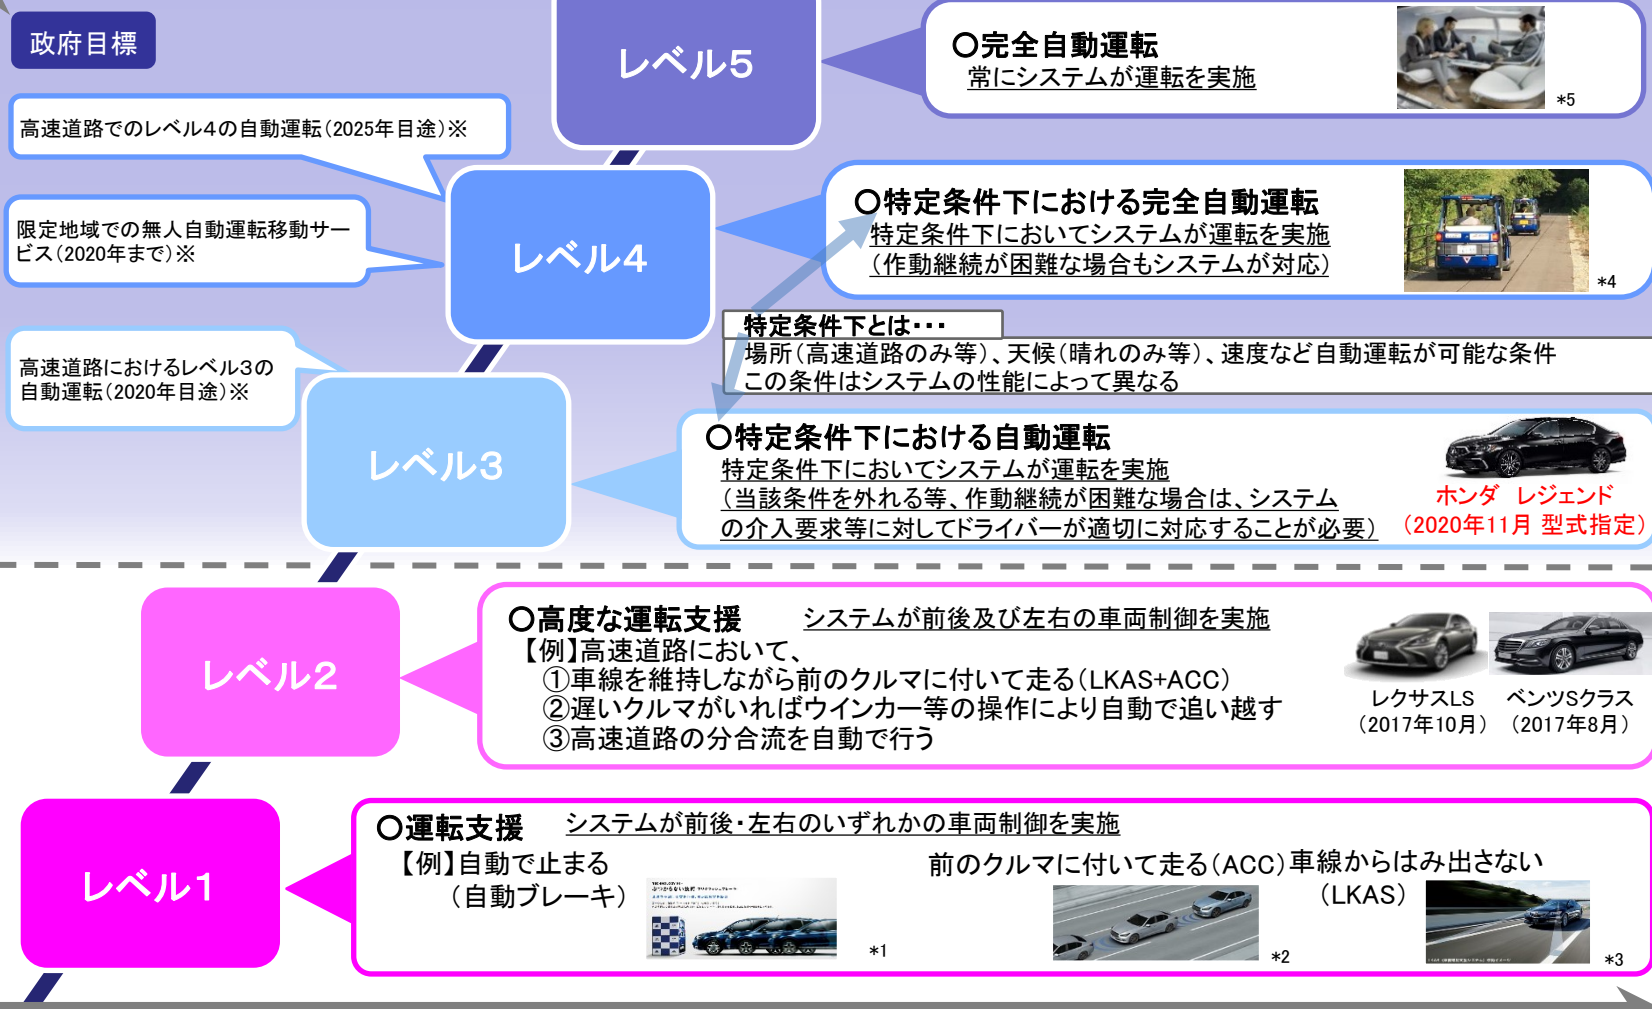 政府目標
レベル5
○完全自動運転
常にシステムが運転を実施
*5
高速道路でのレベル4の自動運転(2025年目途)※
限定地域での無人自動運転移動サー
ビス(2020年まで)※
レベル4
○特定条件下における完全自動運転
特定条件下においてシステムが運転を実施
(作動継続が困難な場合もシステムが対応)
*4
特定条件下とは・・・
場所(高速道路のみ等)、天候(晴れのみ等)、速度など自動運転が可能な条件
この条件はシステムの性能によって異なる
高速道路におけるレベル3の
自動運転(2020年目途)※
レベル3
○特定条件下における自動運転
特定条件下においてシステムが運転を実施
(当該条件を外れる等、作動継続が困難な場合は、システム
の介入要求等に対してドライバーが適切に対応することが必要)
ホンダ レジェンド
(2020年11月 型式指定)
レベル2
○高度な運転支援 システムが前後及び左右の車両制御を実施
【例】高速道路において、
①車線を維持しながら前のクルマに付いて走る(LKAS+ACC)
②遅いクルマがいればウインカー等の操作により自動で追い越す
③高速道路の分合流を自動で行う
レクサスLS
(2017年10月)
ベンツSクラス
(2017年8月)
レベル1
○運転支援 システムが前後・左右のいずれかの車両制御を実施
【例】自動で止まる
(自動ブレーキ)
*1
前のクルマに付いて走る(ACC)
*2
車線からはみ出さない
(LKAS)
*3